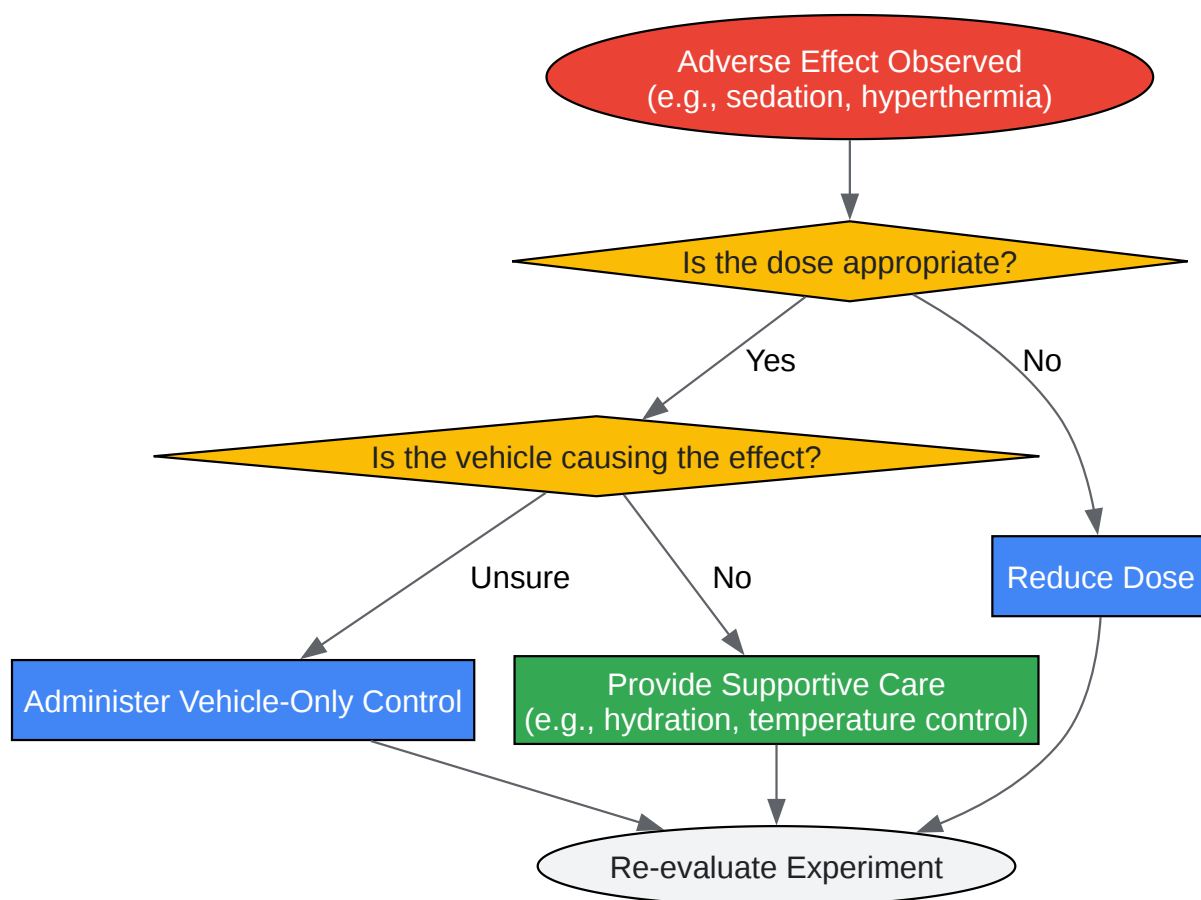 Adverse Effect Observed
(e.g., sedation, hyperthermia)
Is the dose appropriate?
Yes
No
Is the vehicle causing the effect?
Unsure
No
Reduce Dose
Administer Vehicle-Only Control
Provide Supportive Care
(e.g., hydration, temperature control)
Re-evaluate Experiment